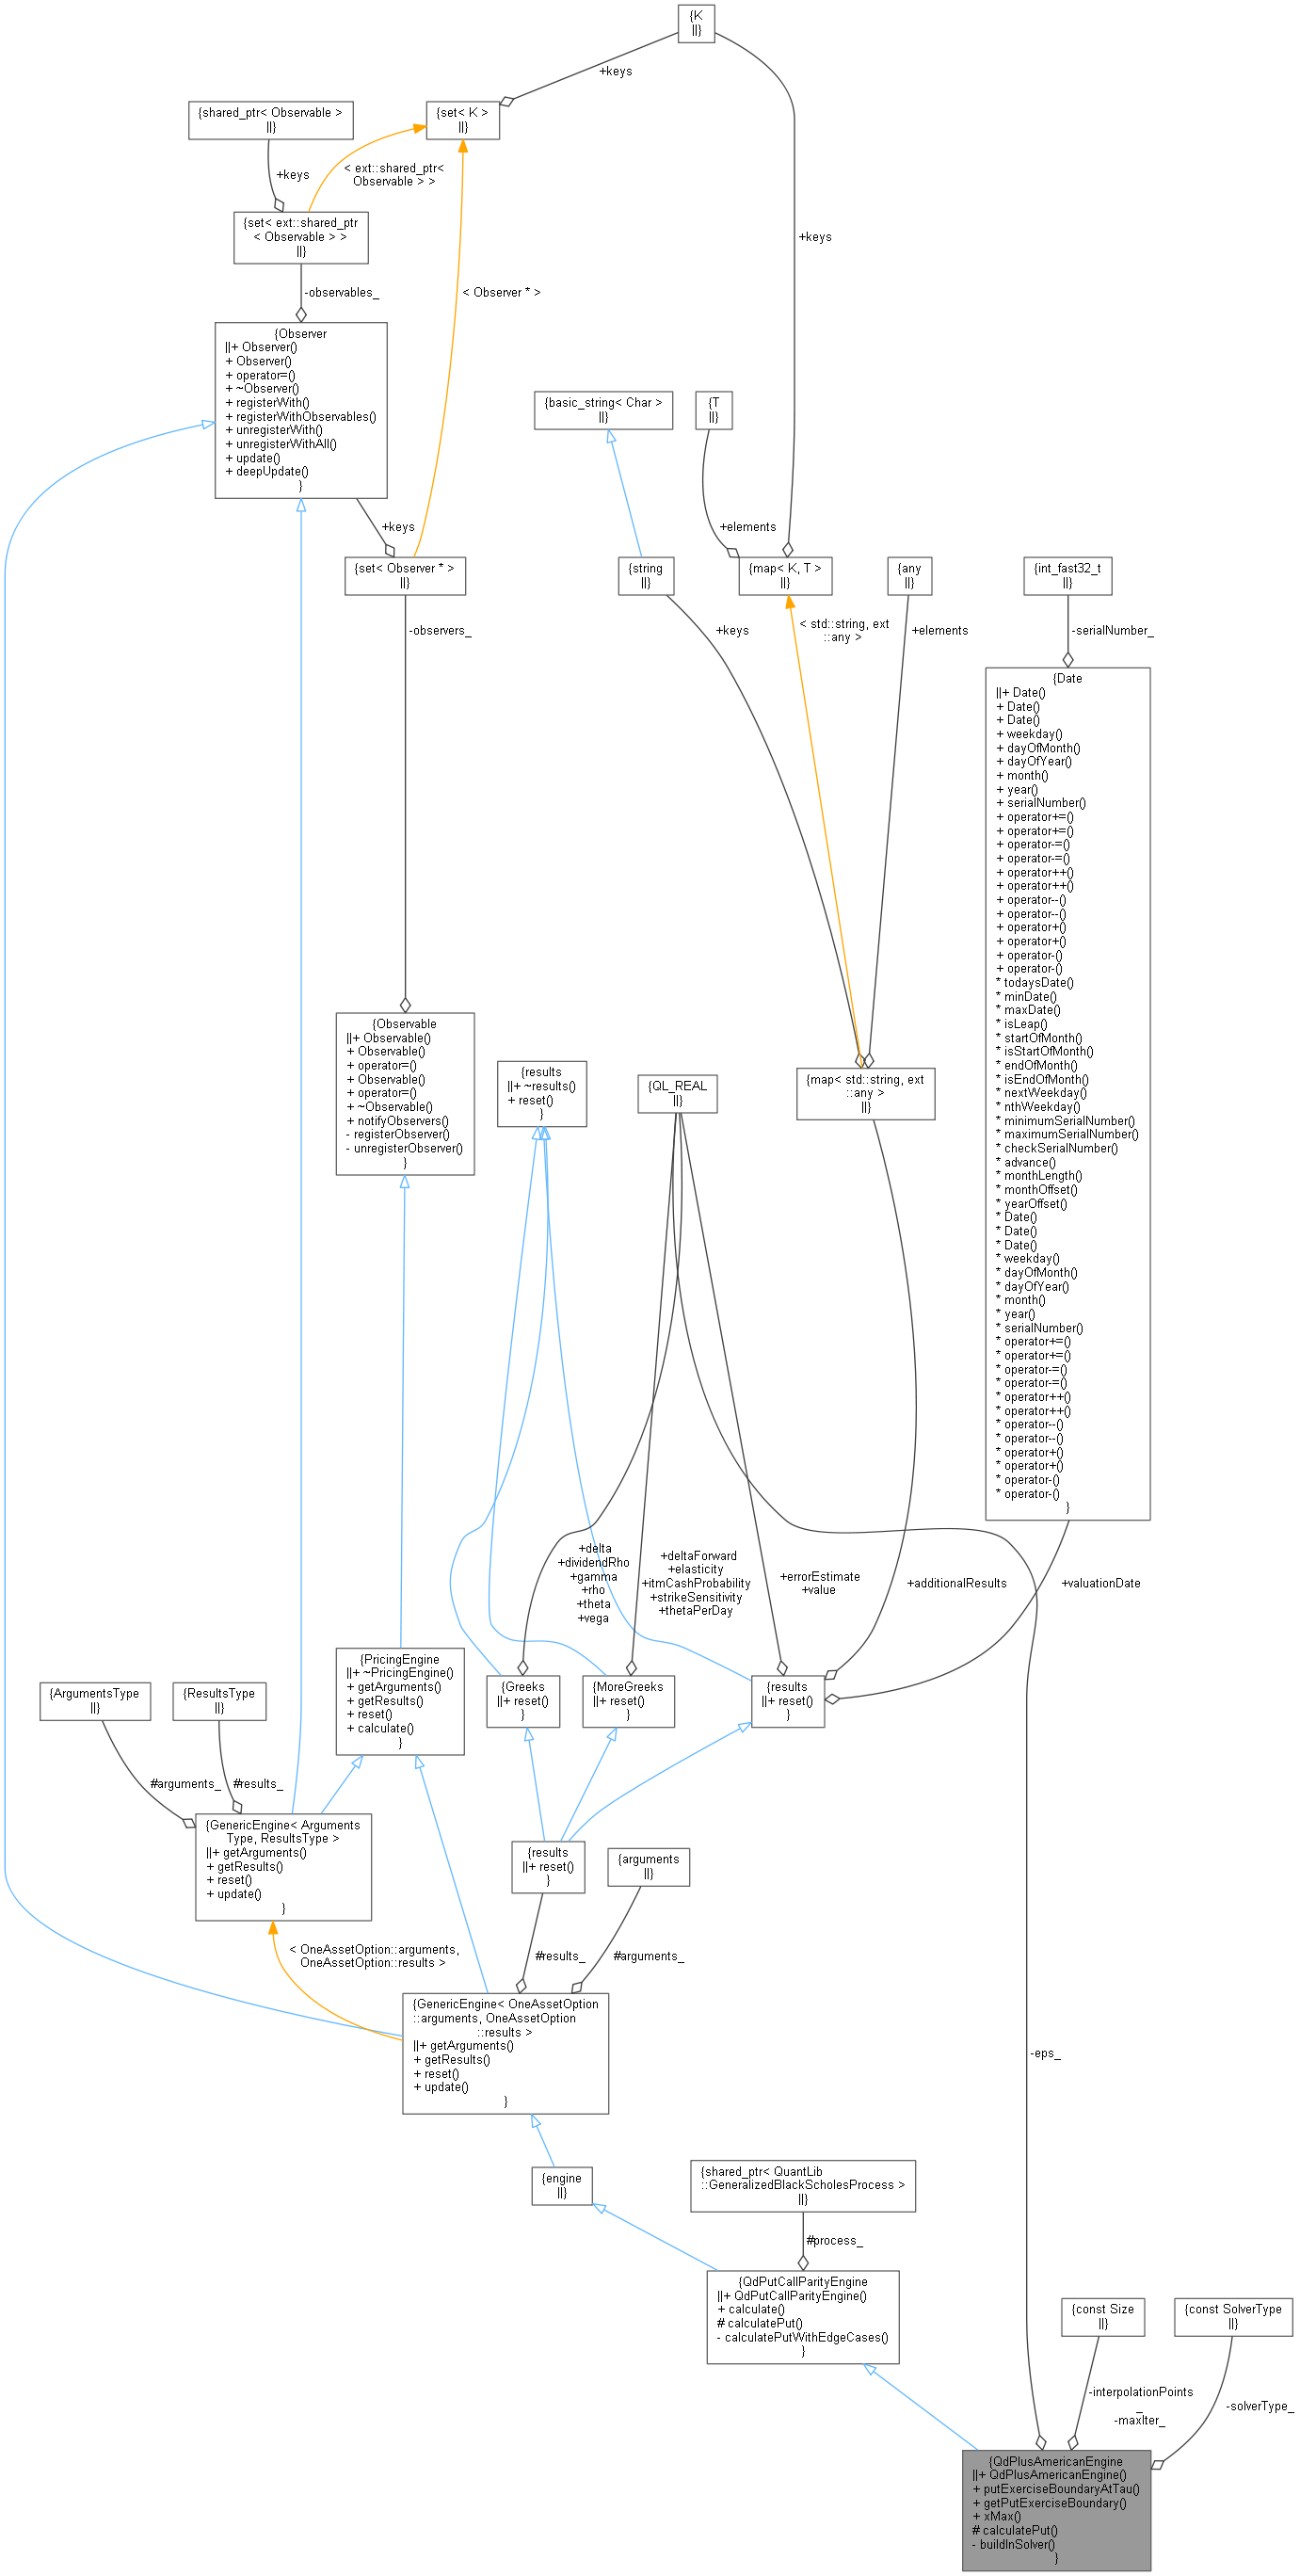 {K
||}
+keys
{shared_ptr< Observable >
||}
{set< K >
||}
+keys
< ext::shared_ptr<
Observable > >
{set< ext::shared_ptr
< Observable > >
||}
+keys
-observables_
< Observer * >
{Observer
||+ Observer()
+ Observer()
+ operator=()
+ ~Observer()
+ registerWith()
+ registerWithObservables()
+ unregisterWith()
+ unregisterWithAll()
+ update()
+ deepUpdate()
}
{basic_string< Char >
||}
{T
||}
+keys
+elements
{set< Observer * >
||}
{string
||}
{map< K, T >
||}
{any
||}
{int_fast32_t
||}
-observers_
+keys
< std::string, ext
::any >
+elements
-serialNumber_
{Date
||+ Date()
+ Date()
+ Date()
+ weekday()
+ dayOfMonth()
+ dayOfYear()
+ month()
+ year()
+ serialNumber()
+ operator+=()
+ operator+=()
+ operator-=()
+ operator-=()
+ operator++()
+ operator++()
+ operator--()
+ operator--()
+ operator+()
+ operator+()
+ operator-()
+ operator-()
* todaysDate()
* minDate()
* maxDate()
* isLeap()
* startOfMonth()
* isStartOfMonth()
* endOfMonth()
* isEndOfMonth()
* nextWeekday()
* nthWeekday()
* minimumSerialNumber()
* maximumSerialNumber()
* checkSerialNumber()
* advance()
* monthLength()
* monthOffset()
* yearOffset()
* Date()
* Date()
* Date()
* weekday()
* dayOfMonth()
* dayOfYear()
* month()
* year()
* serialNumber()
* operator+=()
* operator+=()
* operator-=()
* operator-=()
* operator++()
* operator++()
* operator--()
* operator--()
* operator+()
* operator+()
* operator-()
* operator-()
}
{Observable
||+ Observable()
+ Observable()
+ operator=()
+ Observable()
+ operator=()
+ ~Observable()
+ notifyObservers()
- registerObserver()
- unregisterObserver()
}
{results
||+ ~results()
+ reset()
}
{QL_REAL
||}
{map< std::string, ext
::any >
||}
+delta
+dividendRho
+gamma
+rho
+theta
+vega
+deltaForward
+elasticity
+itmCashProbability
+strikeSensitivity
+thetaPerDay
+errorEstimate
+value
+additionalResults
+valuationDate
{PricingEngine
||+ ~PricingEngine()
+ getArguments()
+ getResults()
+ reset()
+ calculate()
}
{Greeks
||+ reset()
}
{MoreGreeks
||+ reset()
}
{results
||+ reset()
}
{ArgumentsType
||}
{ResultsType
||}
#arguments_
#results_
{GenericEngine< Arguments
Type, ResultsType >
||+ getArguments()
+ getResults()
+ reset()
+ update()
}
{results
||+ reset()
}
{arguments
||}
< OneAssetOption::arguments,
OneAssetOption::results >
#results_
#arguments_
{GenericEngine< OneAssetOption
::arguments, OneAssetOption
::results >
||+ getArguments()
+ getResults()
+ reset()
+ update()
}
-eps_
{engine
||}
{shared_ptr< QuantLib
::GeneralizedBlackScholesProcess >
||}
#process_
{QdPutCallParityEngine
||+ QdPutCallParityEngine()
+ calculate()
# calculatePut()
- calculatePutWithEdgeCases()
}
{const Size
||}
{const SolverType
||}
-interpolationPoints
_
-maxIter_
-solverType_
{QdPlusAmericanEngine
||+ QdPlusAmericanEngine()
+ putExerciseBoundaryAtTau()
+ getPutExerciseBoundary()
+ xMax()
# calculatePut()
- buildInSolver()
}